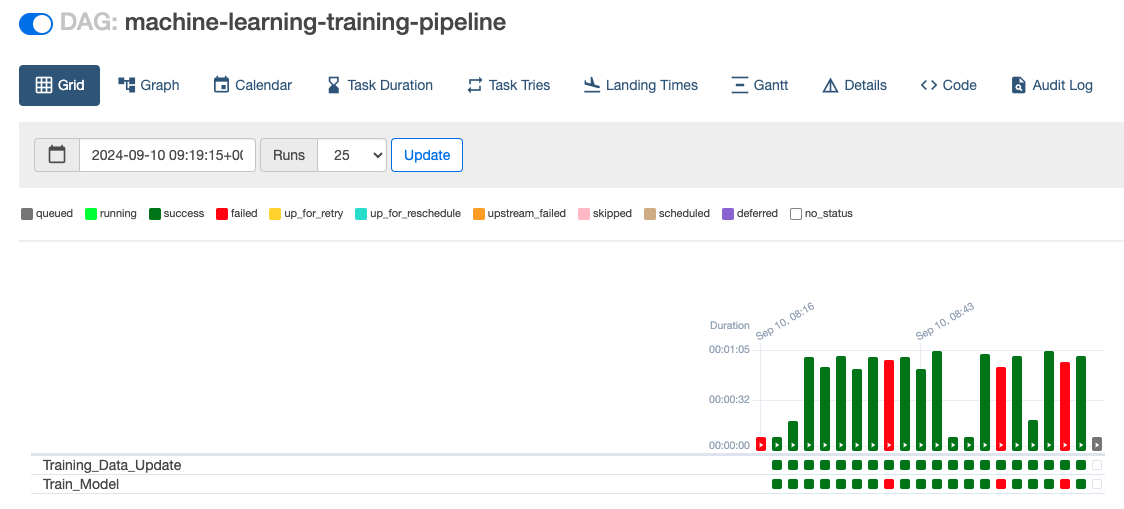 DAG: machine-learning-training-pipeline
Grid Graph Calendar Task Duration Task Tries Landing Times Gantt Details Code Audit Log
2024-09-10 09:19:15+00 Runs 25 Update
queued running success failed up_for_retry up_for_reschedule upstream_failed skipped scheduled deferred no_status
Sep 10, 08:16 Sep 10, 08:43
Duration
00:01:05
00:00:32
00:00:00
Training_Data_Update
Train_Model